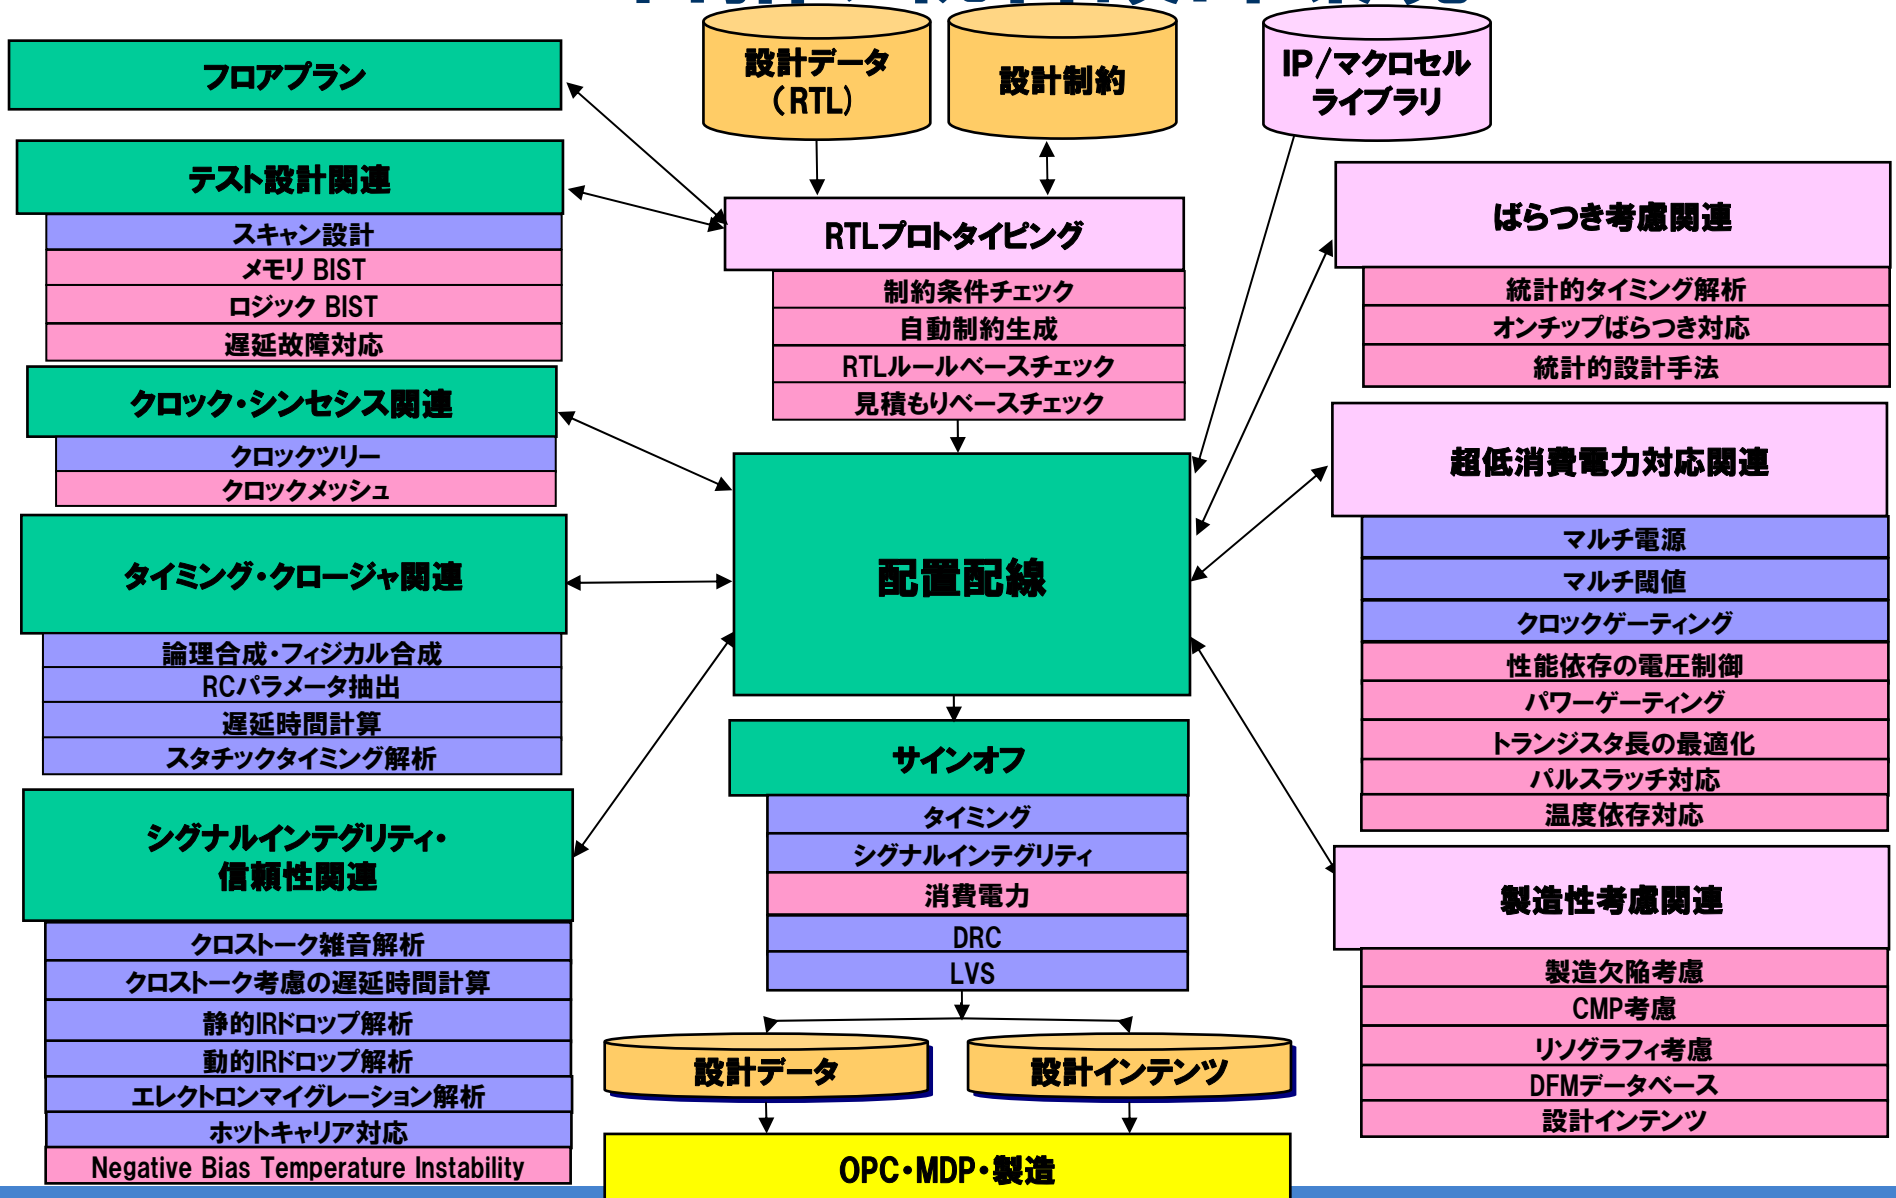 設計データ
(RTL)
設計制約
IP/マクロセル
ライブラリ
フロアプラン
テスト設計関連
スキャン設計
メモリ BIST
ロジック BIST
遅延故障対応
クロック・シンセシス関連
クロックツリー
クロックメッシュ
タイミング・クロージャ関連
論理合成・フィジカル合成
RCパラメータ抽出
遅延時間計算
スタチックタイミング解析
シグナルインテグリティ・
信頼性関連
クロストーク雑音解析
クロストーク考慮の遅延時間計算
静的IRドロップ解析
動的IRドロップ解析
エレクトロンマイグレーション解析
ホットキャリア対応
Negative Bias Temperature Instability
RTLプロトタイピング
制約条件チェック
自動制約生成
RTLルールベースチェック
見積もりベースチェック
配置配線
サインオフ
タイミング
シグナルインテグリティ
消費電力
DRC
LVS
設計データ
設計インテンツ
OPC・MDP・製造
ばらつき考慮関連
統計的タイミング解析
オンチップばらつき対応
統計的設計手法
超低消費電力対応関連
マルチ電源
マルチ閾値
クロックゲーティング
性能依存の電圧制御
パワーゲーティング
トランジスタ長の最適化
パルスラッチ対応
温度依存対応
製造性考慮関連
製造欠陥考慮
CMP考慮
リソグラフィ考慮
DFMデータベース
設計インテンツ